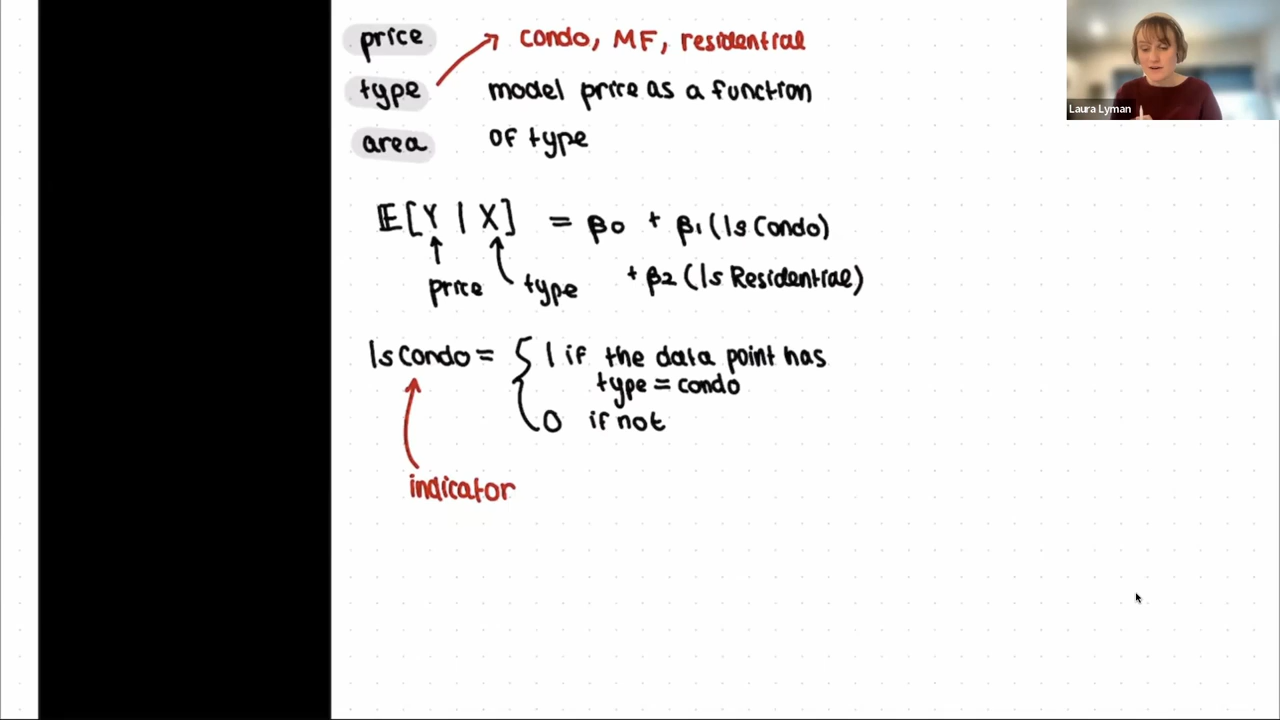 price
condo, MF, residential
type
model price as a function
area
of type
𝔼[Y | X] = β0 + β1 (Is Condo)
price type + β2 (Is Residential)
Is Condo = { 1 if the data point has
type = condo
0 if not
indicator
Laura Lyman